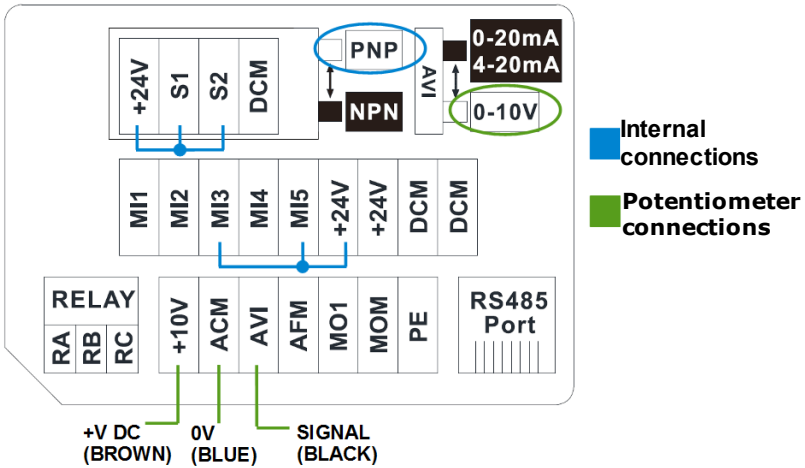 +24V
S1
S2
DCM
PNP
NPN
AVI
0-20mA
4-20mA
0-10V
Internal
connections
Potentiometer
connections
MI1
MI2
MI3
MI4
MI5
+24V
+24V
DCM
DCM
RELAY
RA
RB
RC
+10V
ACM
AVI
AFM
MO1
MOM
PE
RS485
Port
+V DC
(BROWN)
0V
(BLUE)
SIGNAL
(BLACK)